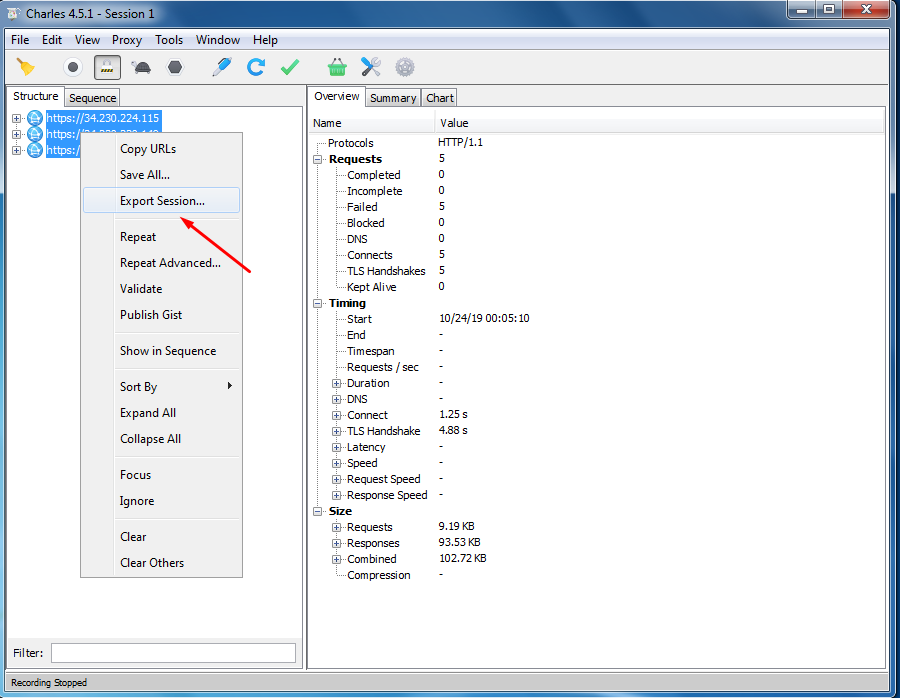 Charles 4.5.1 - Session 1
File Edit View Proxy Tools Window Help
Structure Sequence
https://34.230.224.115
https:/
https:/
Copy URLs
Save All...
Export Session...
Repeat
Repeat Advanced...
Validate
Publish Gist
Show in Sequence
Sort By
Expand All
Collapse All
Focus
Ignore
Clear
Clear Others
Filter:
Overview Summary Chart
Name Value
Protocols HTTP/1.1
Requests 5
Completed 0
Incomplete 0
Failed 5
Blocked 0
DNS 0
Connects 5
TLS Handshakes 5
Kept Alive 0
Timing
Start 10/24/19 00:05:10
End -
Timespan -
Requests / sec -
Duration -
DNS -
Connect 1.25 s
TLS Handshake 4.88 s
Latency -
Speed -
Request Speed -
Response Speed -
Size
Requests 9.19 KB
Responses 93.53 KB
Combined 102.72 KB
Compression -
Recording Stopped